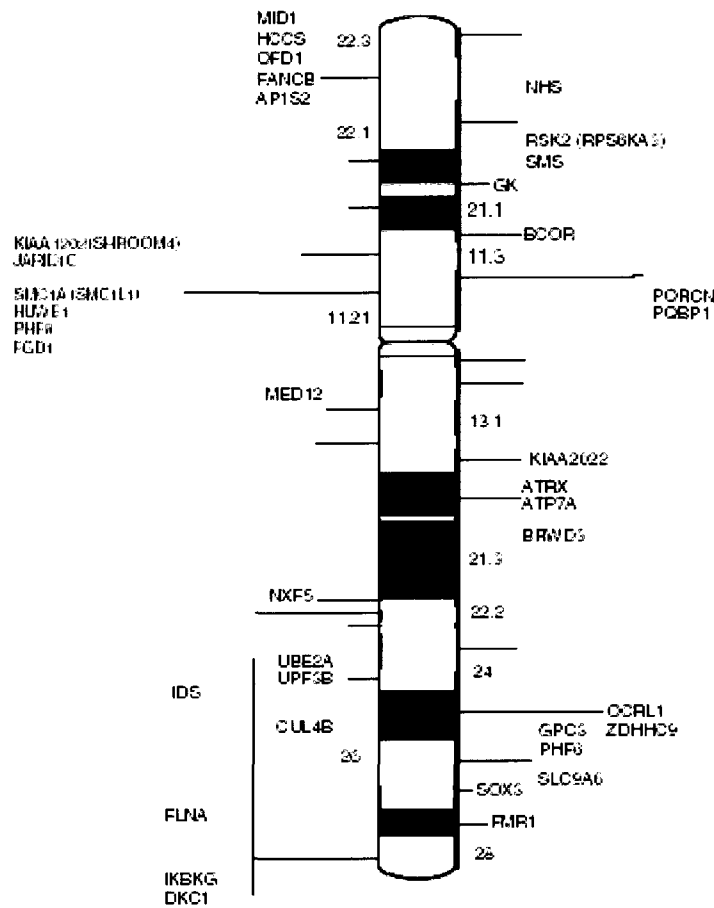 MID1
HCCS
OFD1
FANCB
AP1S2
22.3
NHS
22.1
RSK2 (RPS6KA3)
SMS
GK
21.1
BCOR
11.3
KIAA1202(SHROOM4)
JARID1C
SMC1A (SMC1L1)
HUWE1
PHF8
FGD1
11.21
PORCN
PQBP1
MED12
13.1
KIAA2022
ATRX
ATP7A
BRWD3
21.3
NXF5
22.2
UBE2A
UPF3B
24
IDS
CUL4B
OCRL1
ZDHHC9
GPC3
PHF6
26
SLC9A6
SOX3
FLNA
FMR1
28
IKBKG
DKC1